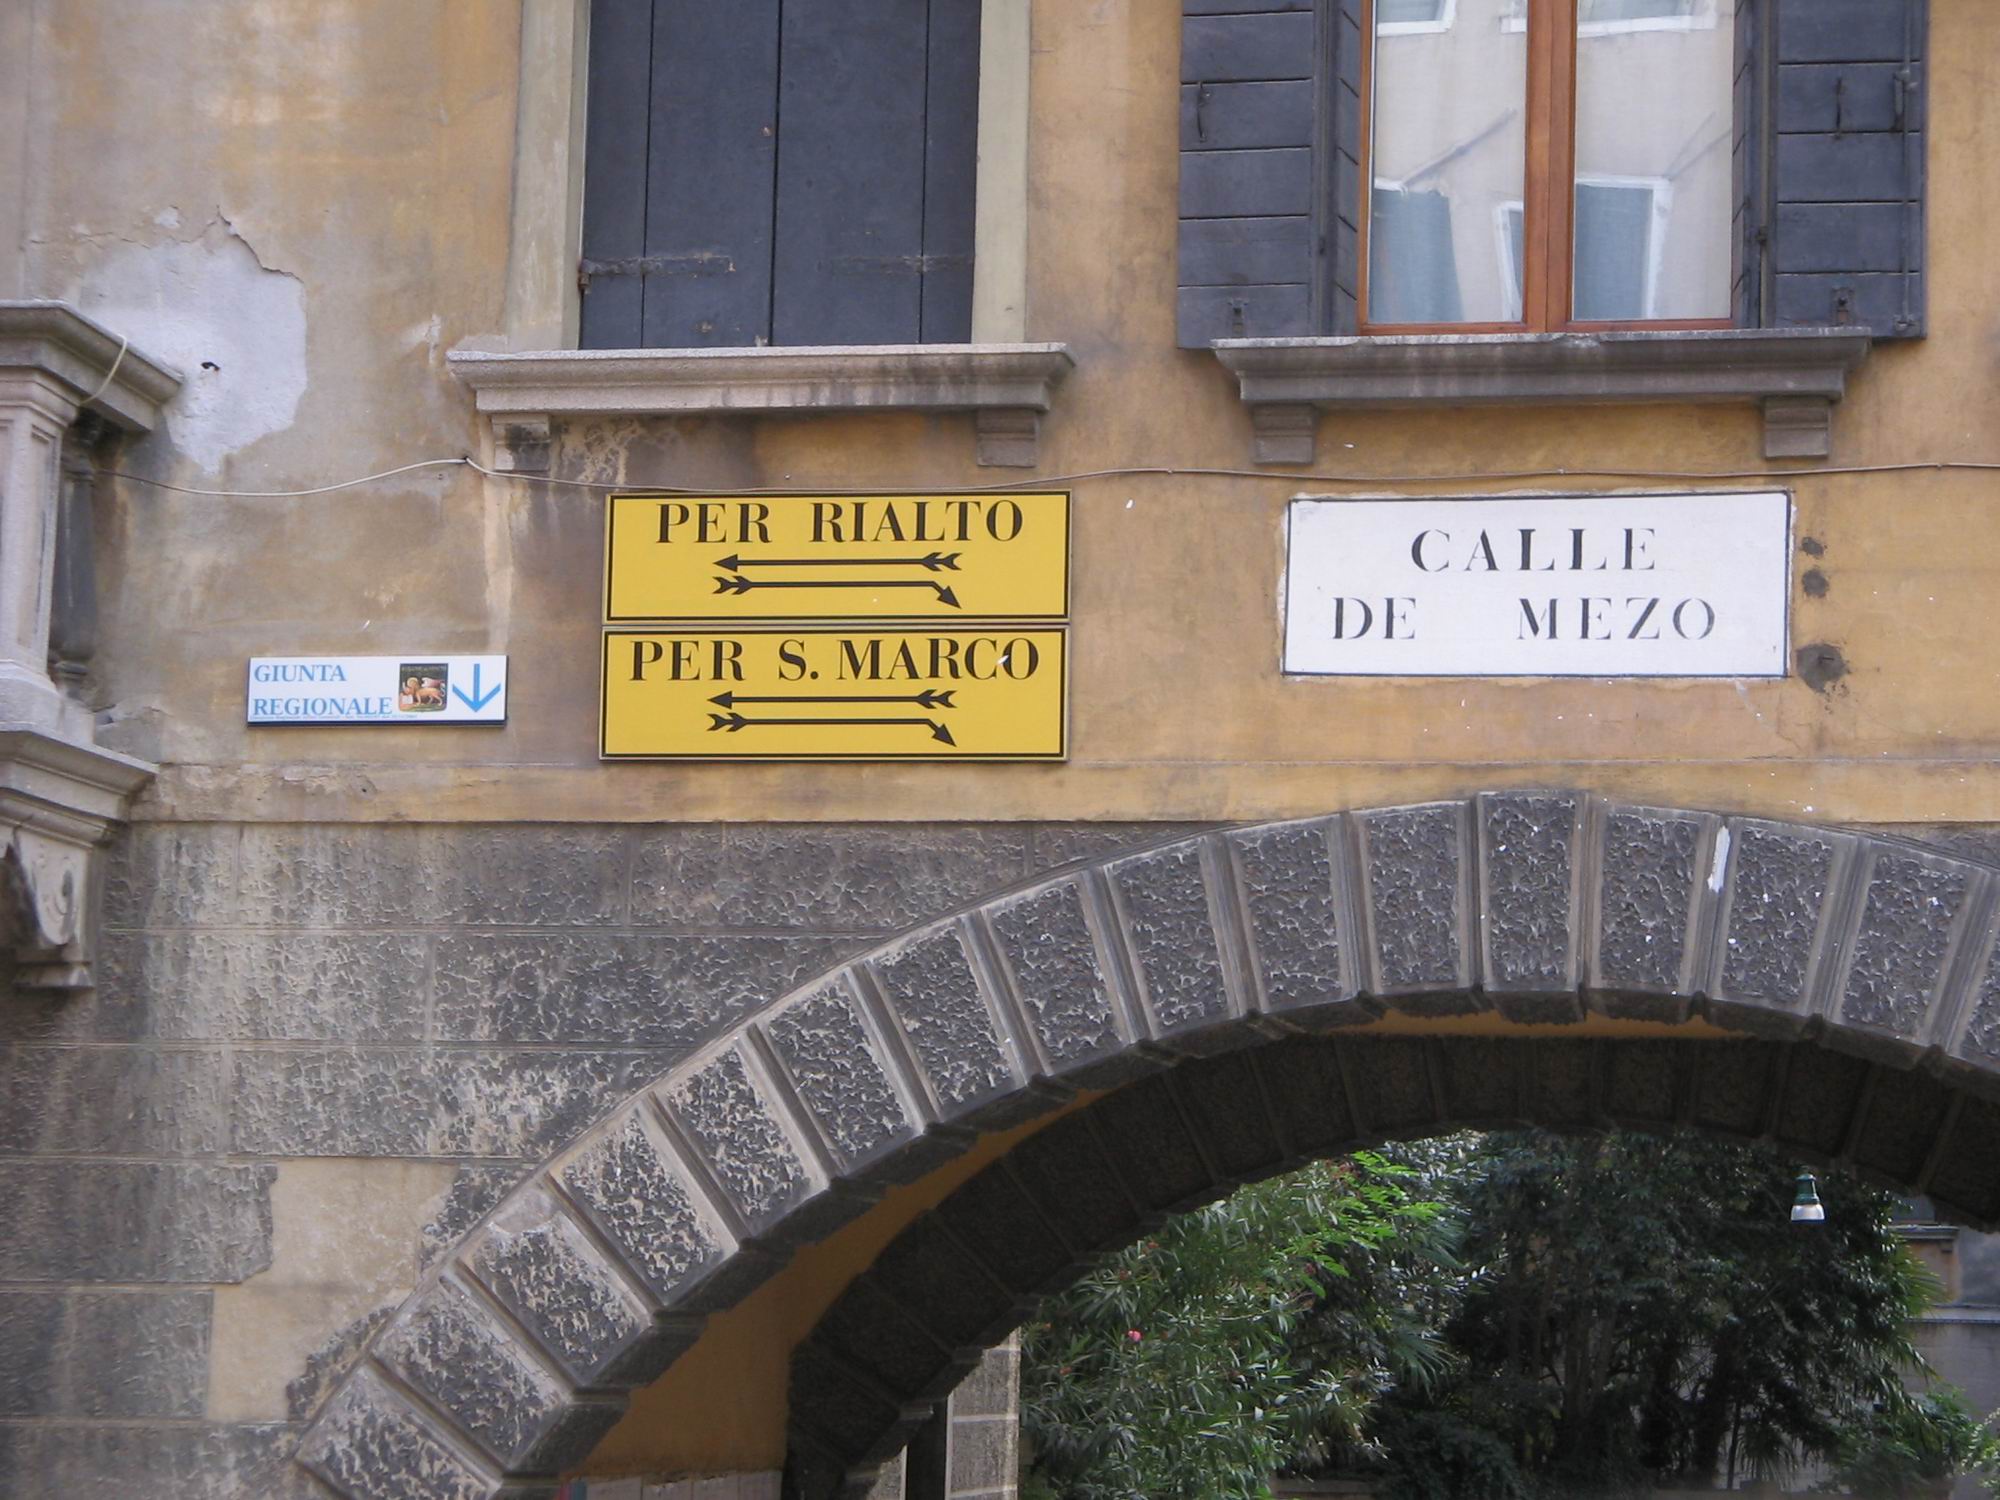 PER RIALTO
PER S. MARCO
CALLE
DE MEZO
GIUNTA
REGIONALE